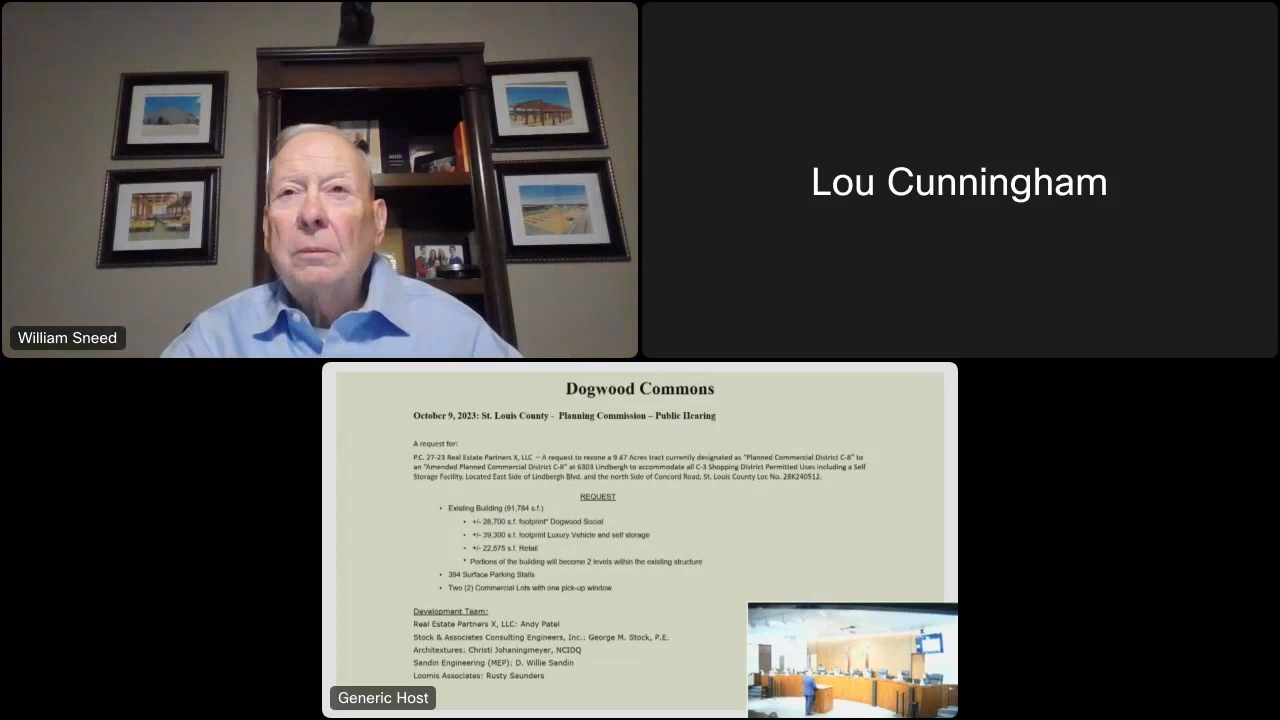 William Sneed
Lou Cunningham
Dogwood Commons
October 9, 2023: St. Louis County - Planning Commission – Public Hearing
A request for:
P.C. 27-23 Real Estate Partners X, LLC – A request to rezone a 9.47 Acres tract currently designated as "Planned Commercial District C-8" to
an "Amended Planned Commercial District C-8" at 6303 Lindbergh to accommodate all C-3 Shopping District Permitted Uses including a Self
Storage Facility. Located East Side of Lindbergh Blvd. and the north Side of Concord Road, St. Louis County Loc No. 28K240512.
REQUEST
• Existing Building (91,784 s.f.)
• +/- 28,700 s.f. footprint* Dogwood Social
• +/- 39,300 s.f. footprint Luxury Vehicle and self storage
• +/- 22,575 s.f. Retail
* Portions of the building will become 2 levels within the existing structure
• 394 Surface Parking Stalls
• Two (2) Commercial Lots with one pick-up window
Development Team:
Real Estate Partners X, LLC: Andy Patel
Stock & Associates Consulting Engineers, Inc.: George M. Stock, P.E.
Architextures: Christi Johaningmeyer, NCIDQ
Sandin Engineering (MEP): D. Willie Sandin
Loomis Associates: Rusty Saunders
Generic Host